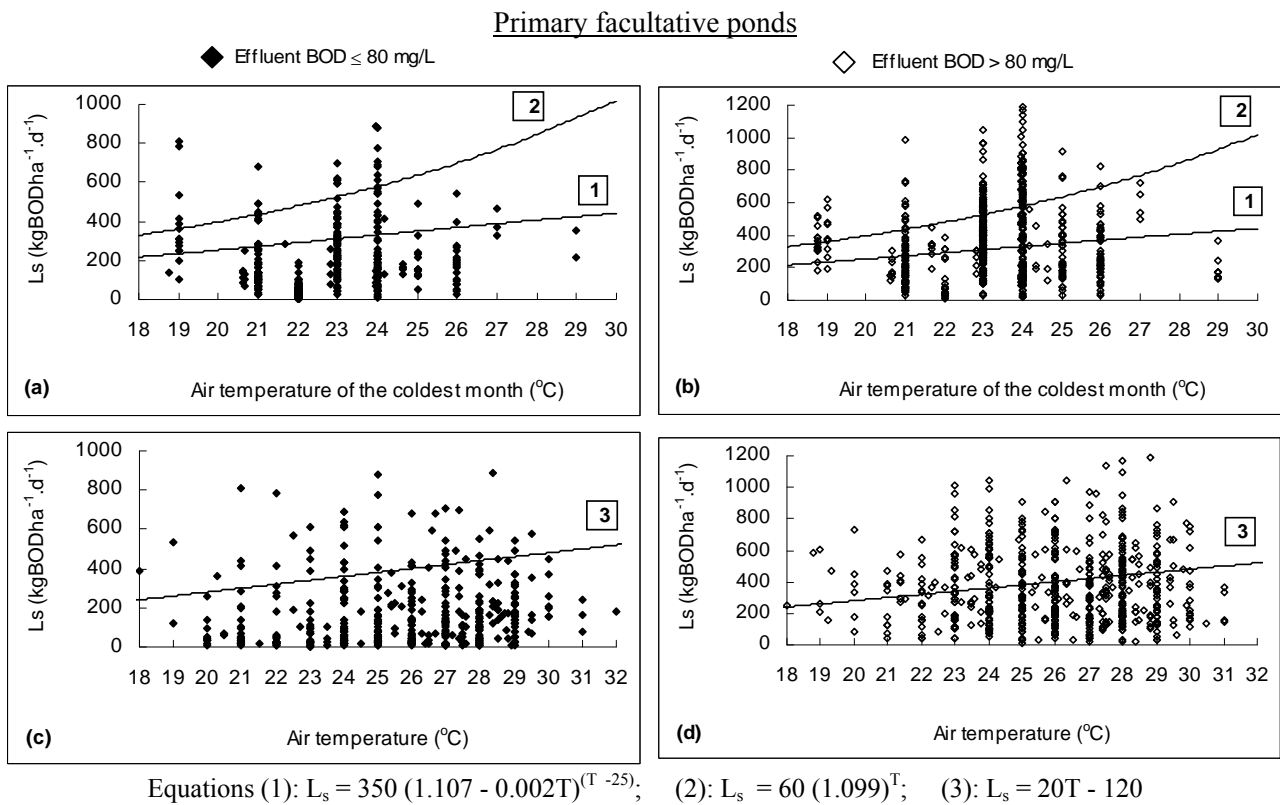 Primary facultative ponds
Effluent BOD ≤ 80 mg/L
Effluent BOD > 80 mg/L
Ls (kgBODha⁻¹.d⁻¹)
1000
800
600
400
200
0
2
1
18 19 20 21 22 23 24 25 26 27 28 29 30
(a) Air temperature of the coldest month (°C)
Ls (kgBODha⁻¹.d⁻¹)
1200
1000
800
600
400
200
0
2
1
18 19 20 21 22 23 24 25 26 27 28 29 30
(b) Air temperature of the coldest month (°C)
Ls (kgBODha⁻¹.d⁻¹)
1000
800
600
400
200
0
3
18 19 20 21 22 23 24 25 26 27 28 29 30 31 32
(c) Air temperature (°C)
Ls (kgBODha⁻¹.d⁻¹)
1200
1000
800
600
400
200
0
3
18 19 20 21 22 23 24 25 26 27 28 29 30 31 32
(d) Air temperature (°C)
Equations (1): Lₛ = 350 (1.107 - 0.002T)⁽ᵀ ⁻²⁵⁾; (2): Lₛ = 60 (1.099)ᵀ; (3): Lₛ = 20T - 120